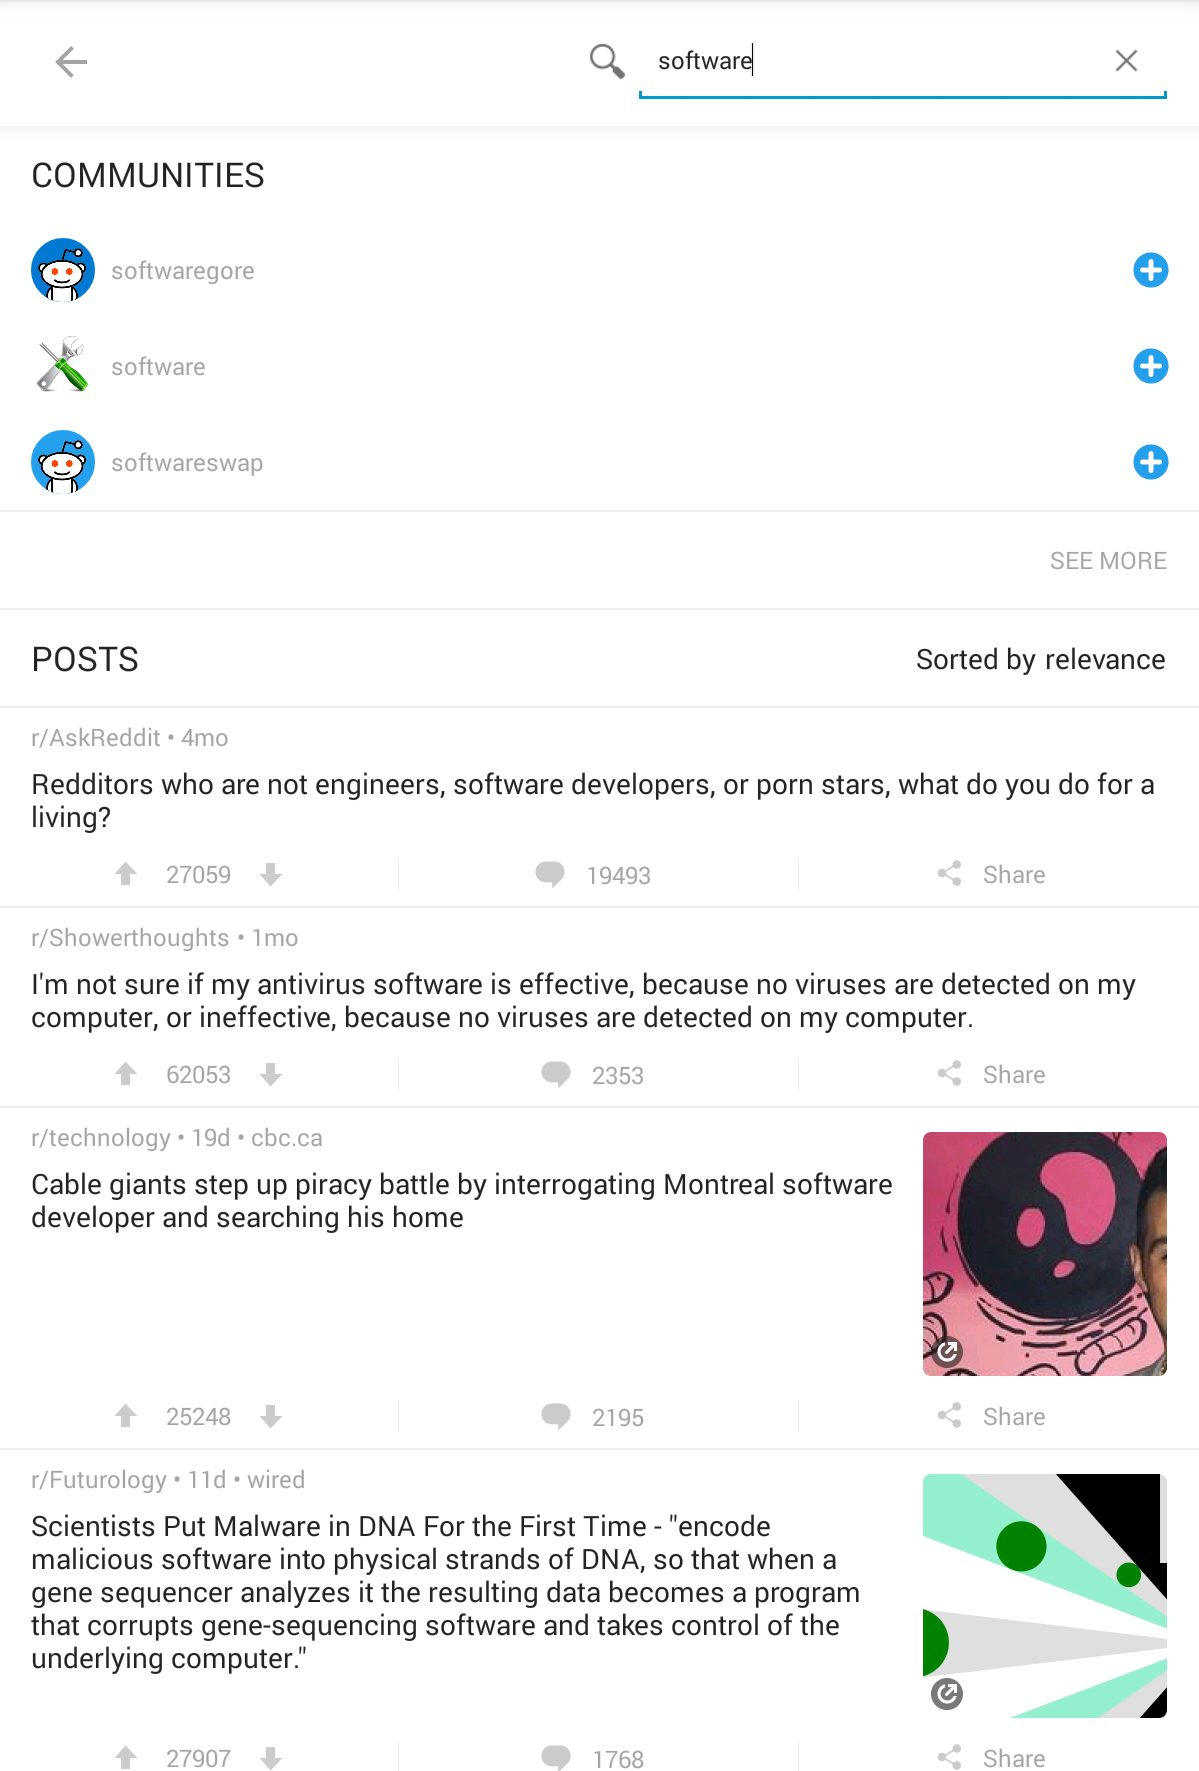 software
COMMUNITIES
softwaregore
software
softwareswap
SEE MORE
POSTS
Sorted by relevance
r/AskReddit • 4mo
Redditors who are not engineers, software developers, or porn stars, what do you do for a
living?
27059
19493
Share
r/Showerthoughts • 1mo
I'm not sure if my antivirus software is effective, because no viruses are detected on my
computer, or ineffective, because no viruses are detected on my computer.
62053
2353
Share
r/technology • 19d • cbc.ca
Cable giants step up piracy battle by interrogating Montreal software
developer and searching his home
25248
2195
Share
r/Futurology • 11d • wired
Scientists Put Malware in DNA For the First Time - "encode
malicious software into physical strands of DNA, so that when a
gene sequencer analyzes it the resulting data becomes a program
that corrupts gene-sequencing software and takes control of the
underlying computer."
27907
1768
Share